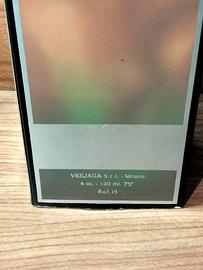 VEEJAGA S.r.l. - Milano
4 oz. - 120 ml. 75°
Ref.15